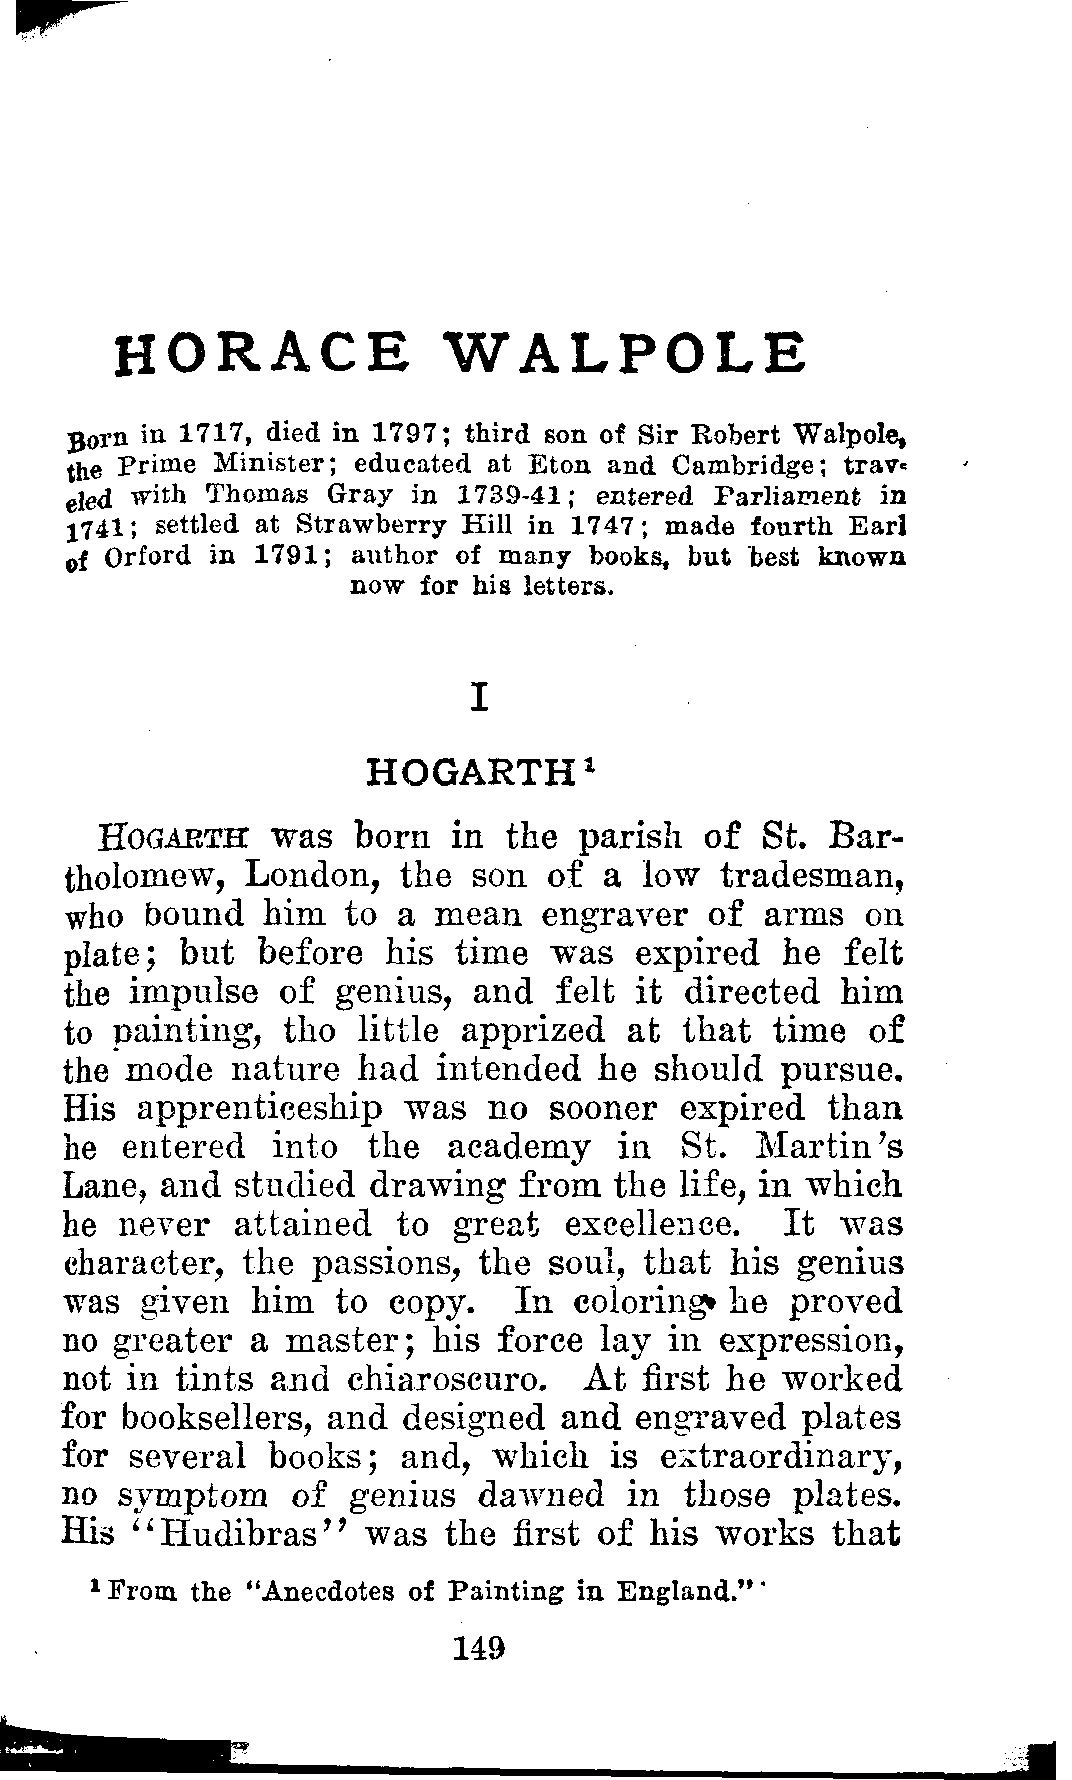 HORACE WALPOLE
Born in 1717, died in 1797; third son of Sir Robert Walpole,
the Prime Minister; educated at Eton and Cambridge; trav-
eled with Thomas Gray in 1739-41; entered Parliament in
1741; settled at Strawberry Hill in 1747; made fourth Earl
of Orford in 1791; author of many books, but best known
now for his letters.
I
HOGARTH¹
HOGARTH was born in the parish of St. Bar-
tholomew, London, the son of a low tradesman,
who bound him to a mean engraver of arms on
plate; but before his time was expired he felt
the impulse of genius, and felt it directed him
to painting, tho little apprized at that time of
the mode nature had intended he should pursue.
His apprenticeship was no sooner expired than
he entered into the academy in St. Martin's
Lane, and studied drawing from the life, in which
he never attained to great excellence. It was
character, the passions, the soul, that his genius
was given him to copy. In coloring he proved
no greater a master; his force lay in expression,
not in tints and chiaroscuro. At first he worked
for booksellers, and designed and engraved plates
for several books; and, which is extraordinary,
no symptom of genius dawned in those plates.
His "Hudibras" was the first of his works that
¹ From the "Anecdotes of Painting in England."
149